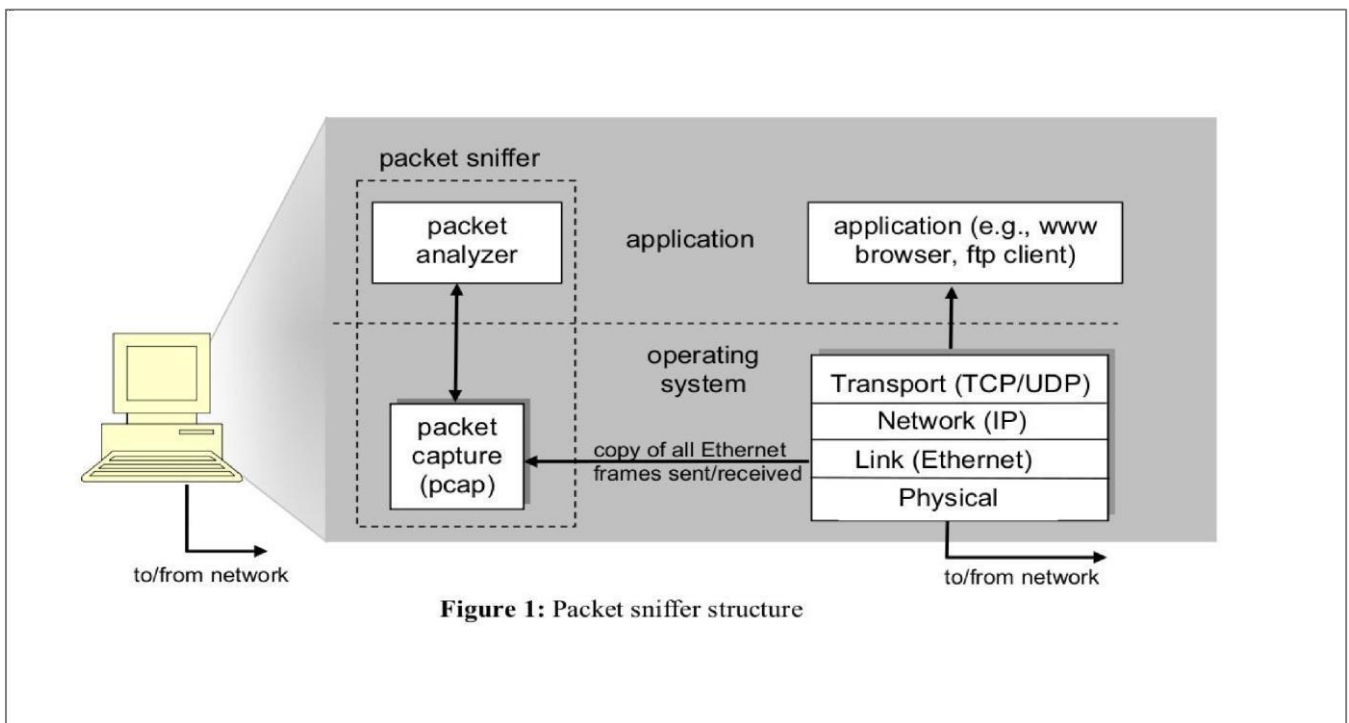 packet sniffer
packet
analyzer
application
application (e.g., www
browser, ftp client)
operating
system
packet
capture
(pcap)
copy of all Ethernet
frames sent/received
Transport (TCP/UDP)
Network (IP)
Link (Ethernet)
Physical
to/from network
to/from network
Figure 1: Packet sniffer structure